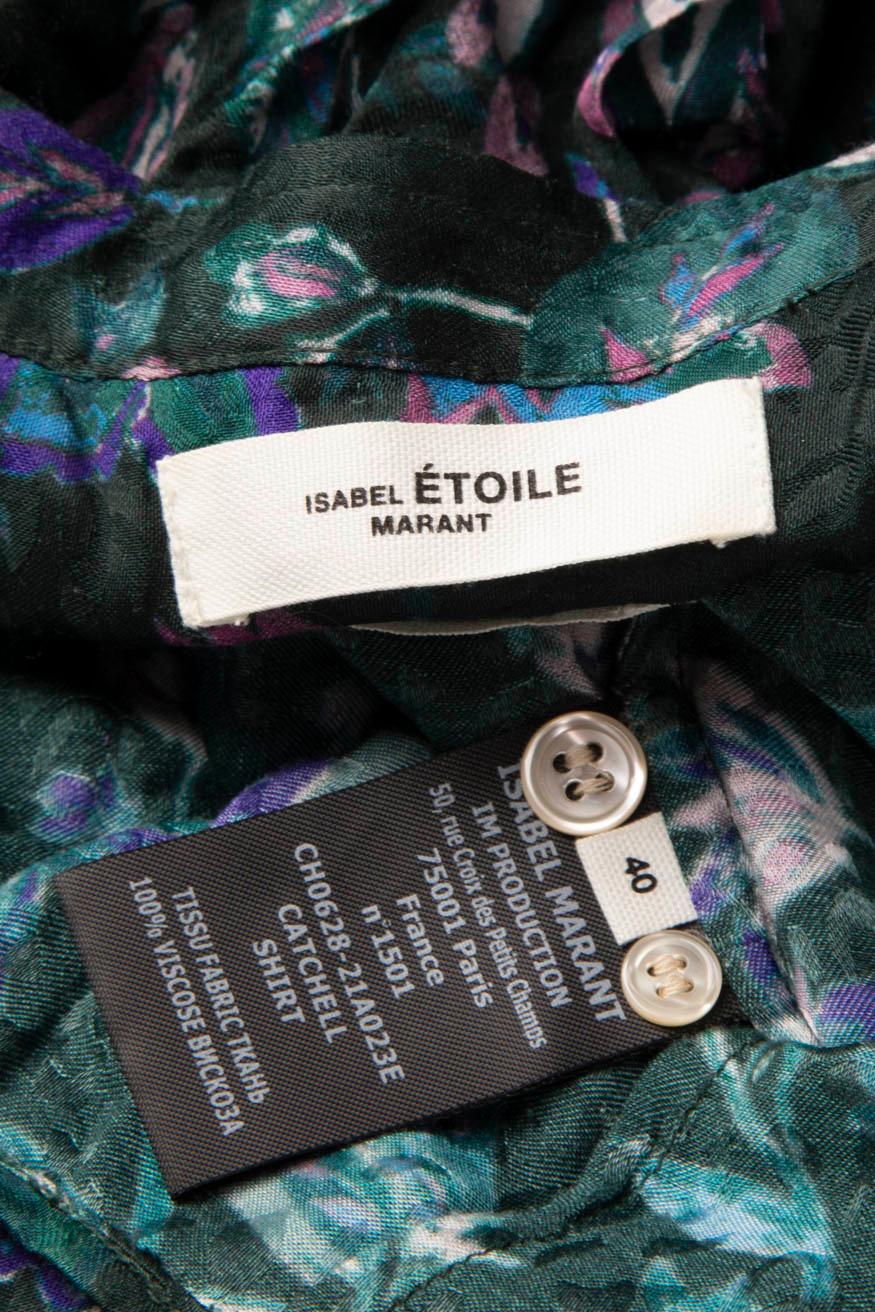 ISABEL ÉTOILE
MARANT
40
ISABEL MARANT
IM PRODUCTION
50, rue Croix des Petits Champs
75001 Paris
France
n°1501
CH0628-21A023E
CATCHELL
SHIRT
TISSU FABRIC ТКАНЬ
100% VISCOSE ВИСКОЗА